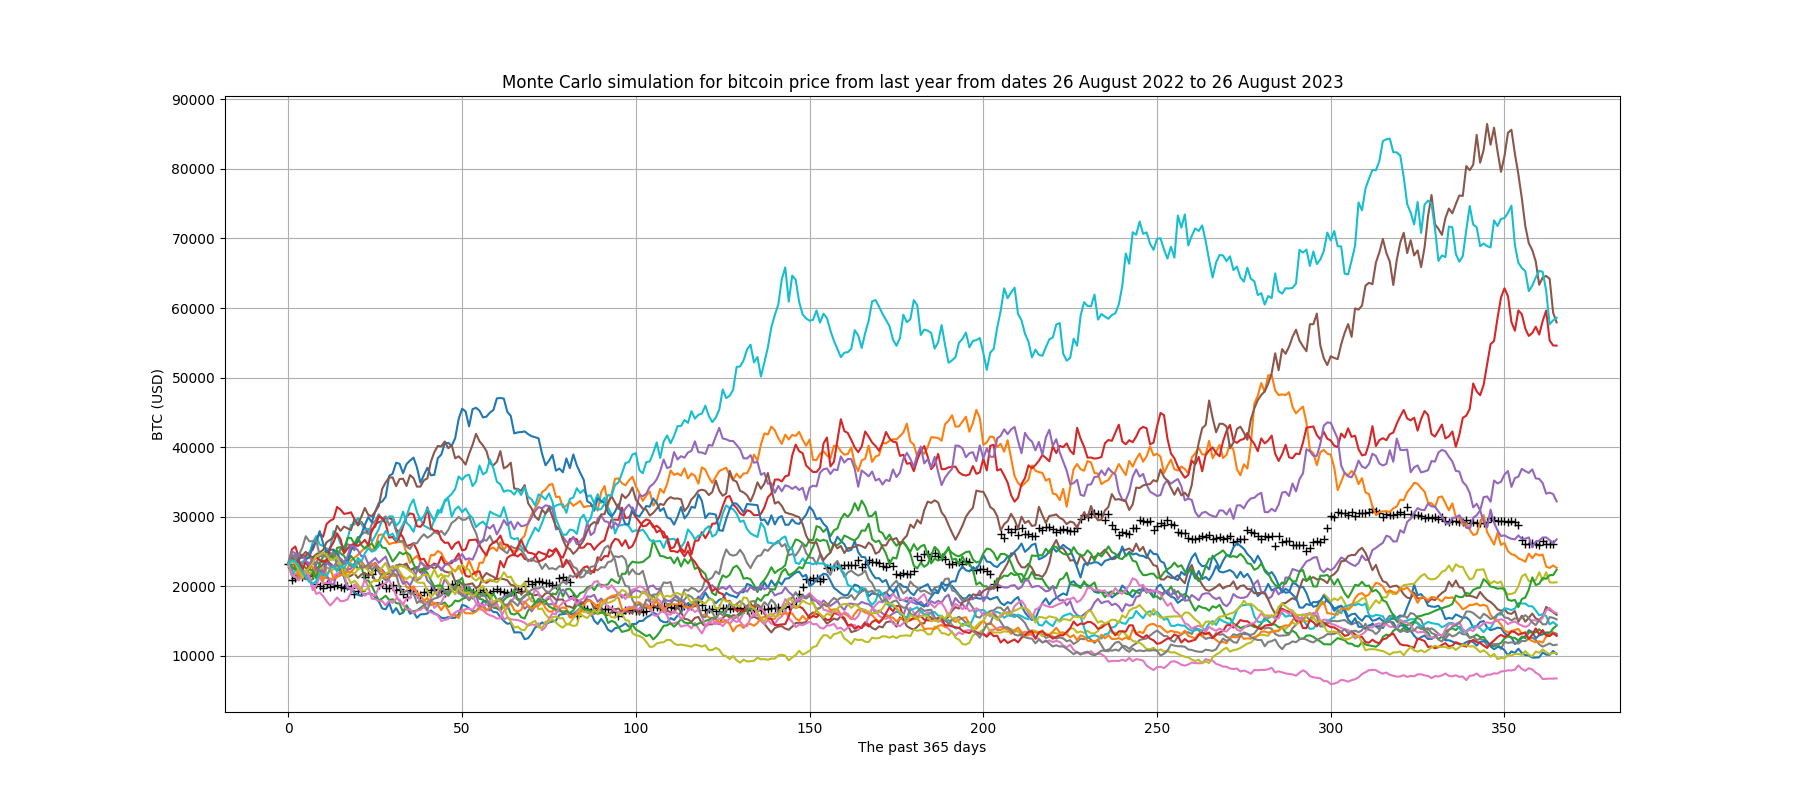 Monte Carlo simulation for bitcoin price from last year from dates 26 August 2022 to 26 August 2023
90000
80000
70000
60000
50000
40000
30000
20000
10000
BTC (USD)
0 50 100 150 200 250 300 350
The past 365 days